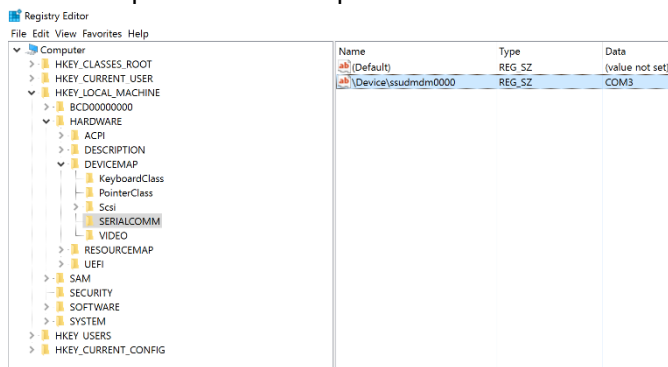 Registry Editor
File Edit View Favorites Help
Computer
HKEY_CLASSES_ROOT
HKEY_CURRENT_USER
HKEY_LOCAL_MACHINE
BCD00000000
HARDWARE
ACPI
DESCRIPTION
DEVICEMAP
KeyboardClass
PointerClass
Scsi
SERIALCOMM
VIDEO
RESOURCEMAP
UEFI
SAM
SECURITY
SOFTWARE
SYSTEM
HKEY_USERS
HKEY_CURRENT_CONFIG
Name Type Data
(Default) REG_SZ (value not set)
\Device\ssudmdm0000 REG_SZ COM3